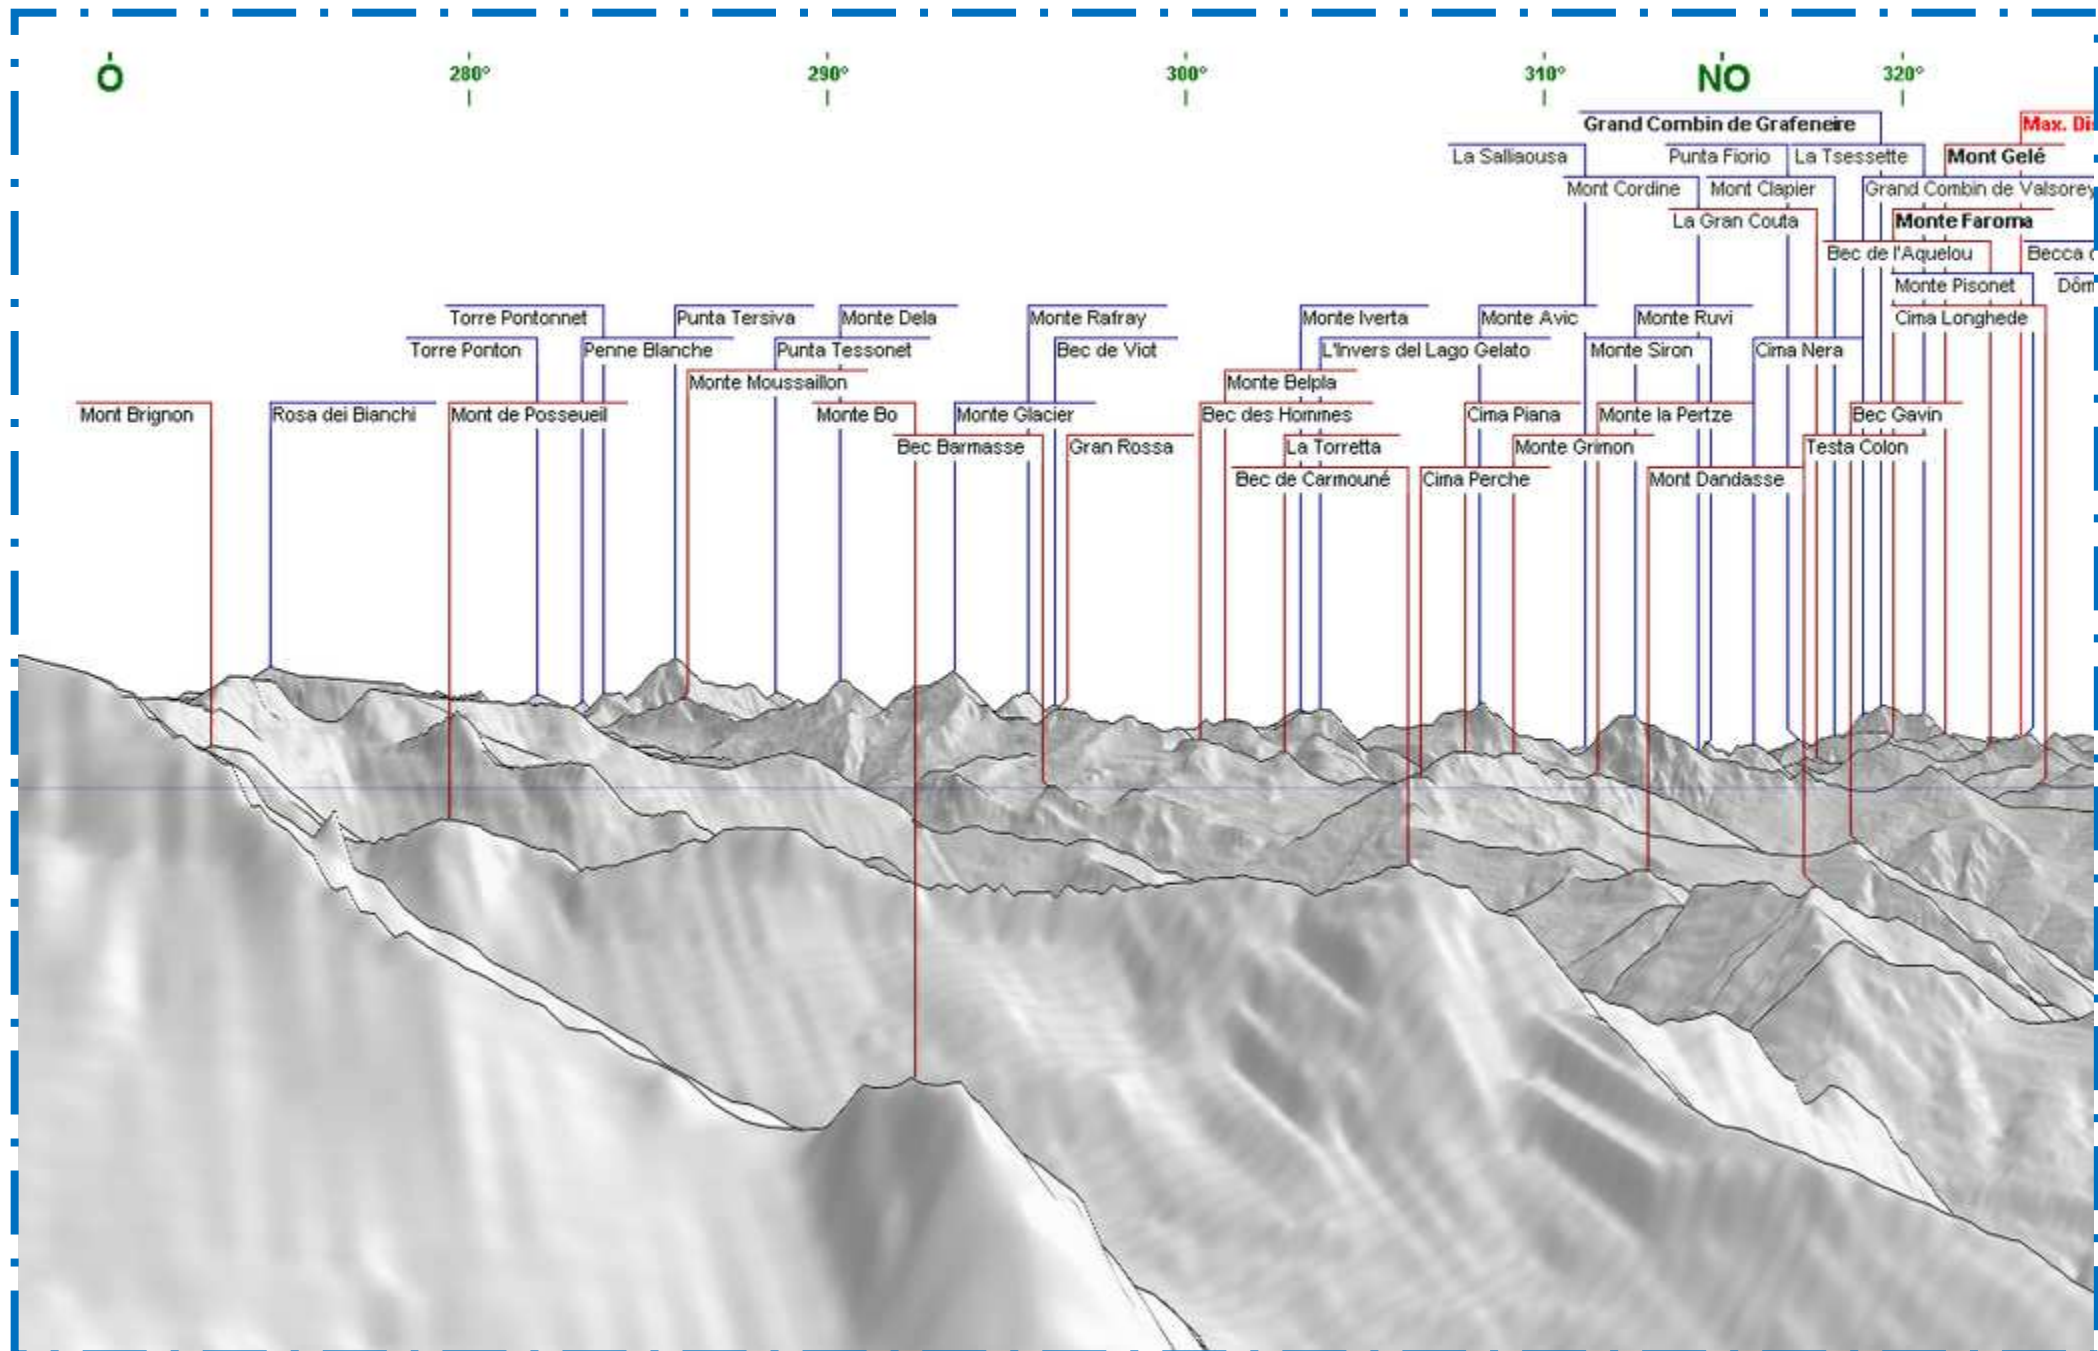 O 280° 290° 300° 310° NO 320°
Grand Combin de Grafeneire Max. Di
La Salliaousa Punta Fiorio La Tsessette Mont Gelé
Mont Cordine Mont Clapier Grand Combin de Valsorey
La Gran Couta Monte Faroma
Bec de l'Aquelou Becca
Monte Pisonet Dôm
Torre Pontonnet Punta Tersiva Monte Dela Monte Rafray Monte Iverta Monte Avic Monte Ruvi Cima Longhede
Torre Ponton Penne Blanche Punta Tessonet Bec de Viot L'Invers del Lago Gelato Monte Siron Cima Nera
Monte Moussaillon Monte Belpla
Mont Brignon Rosa dei Bianchi Mont de Posseueil Monte Bo Monte Glacier Bec des Hommes Cima Piana Monte la Pertze Bec Gavin
Bec Barmasse Gran Rossa La Torretta Monte Grimon Testa Colon
Bec de Carmouné Cima Perche Mont Dandasse